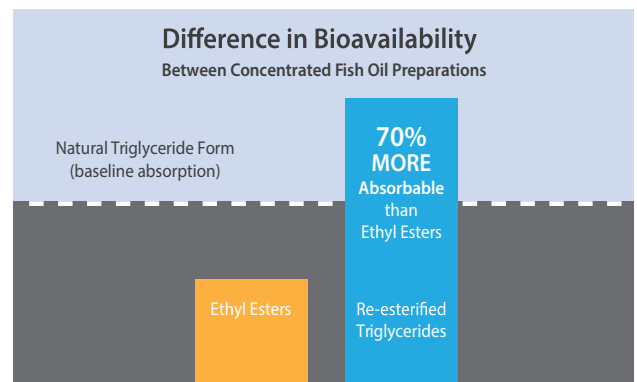 Difference in Bioavailability
Between Concentrated Fish Oil Preparations
Natural Triglyceride Form
(baseline absorption)
70%
MORE
Absorbable
than
Ethyl Esters
Ethyl Esters
Re-esterified
Triglycerides